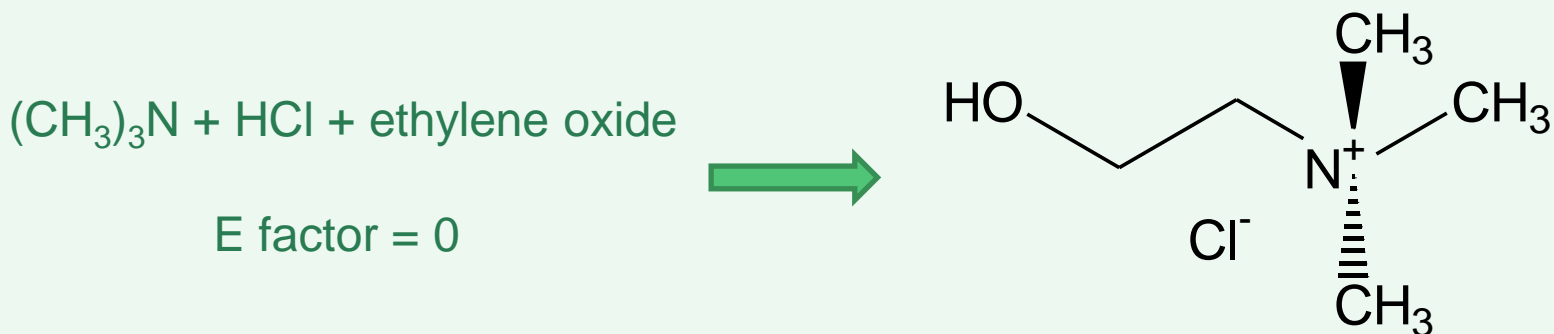 (CH₃)₃N + HCl + ethylene oxide
E factor = 0
CH₃
HO
CH₃
N⁺
Cl⁻
CH₃